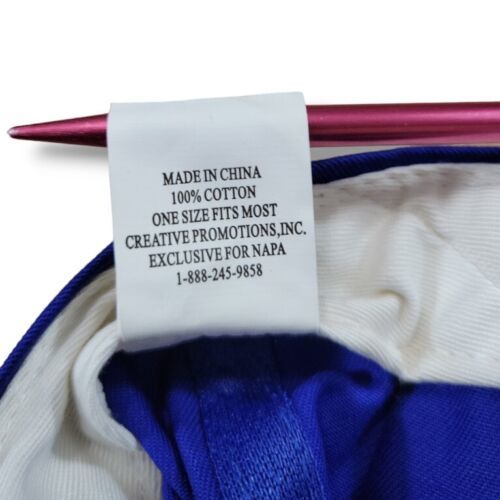 MADE IN CHINA
100% COTTON
ONE SIZE FITS MOST
CREATIVE PROMOTIONS,INC.
EXCLUSIVE FOR NAPA
1-888-245-9858